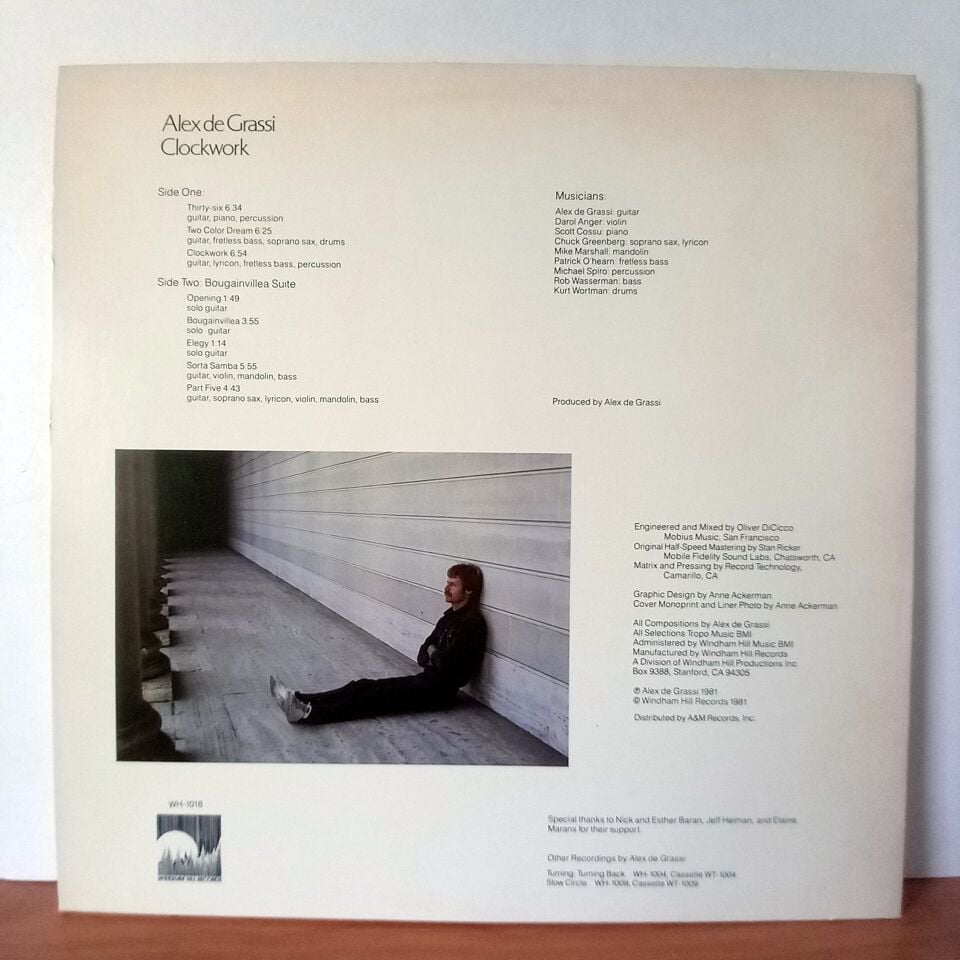 Alex de Grassi
Clockwork
Side One:
Thirty-six 6:34
guitar, piano, percussion
Two Color Dream 6:25
guitar, fretless bass, soprano sax, drums
Clockwork 6:54
guitar, lyricon, fretless bass, percussion
Side Two: Bougainvillea Suite
Opening 1:49
solo guitar
Bougainvillea 3:55
solo guitar
Elegy 1:14
solo guitar
Sorta Samba 5:55
guitar, violin, mandolin, bass
Part Five 4:43
guitar, soprano sax, lyricon, violin, mandolin, bass
Musicians:
Alex de Grassi: guitar
Darol Anger: violin
Scott Cossu: piano
Chuck Greenberg: soprano sax, lyricon
Mike Marshall: mandolin
Patrick O'hearn: fretless bass
Michael Spiro: percussion
Rob Wasserman: bass
Kurt Wortman: drums
Produced by Alex de Grassi
Engineered and Mixed by Oliver DiCicco
Mobius Music, San Francisco
Original Half-Speed Mastering by Stan Ricker
Mobile Fidelity Sound Labs, Chatsworth, CA
Matrix and Pressing by Record Technology,
Camarillo, CA
Graphic Design by Anne Ackerman
Cover Monoprint and Liner Photo by Anne Ackerman
All Compositions by Alex de Grassi
All Selections Tropo Music BMI
Administered by Windham Hill Music BMI
Manufactured by Windham Hill Records
A Division of Windham Hill Productions Inc.
Box 9388, Stanford, CA 94305
℗ Alex de Grassi 1981
© Windham Hill Records 1981
Distributed by A&M Records, Inc.
WH-1018
WINDHAM HILL RECORDS
Special thanks to Nick and Esther Baran, Jeff Heiman, and Elaine
Marans for their support.
Other Recordings by Alex de Grassi
Turning: Turning Back WH-1004, Cassette WT-1004
Slow Circle WH-1009, Cassette WT-1009